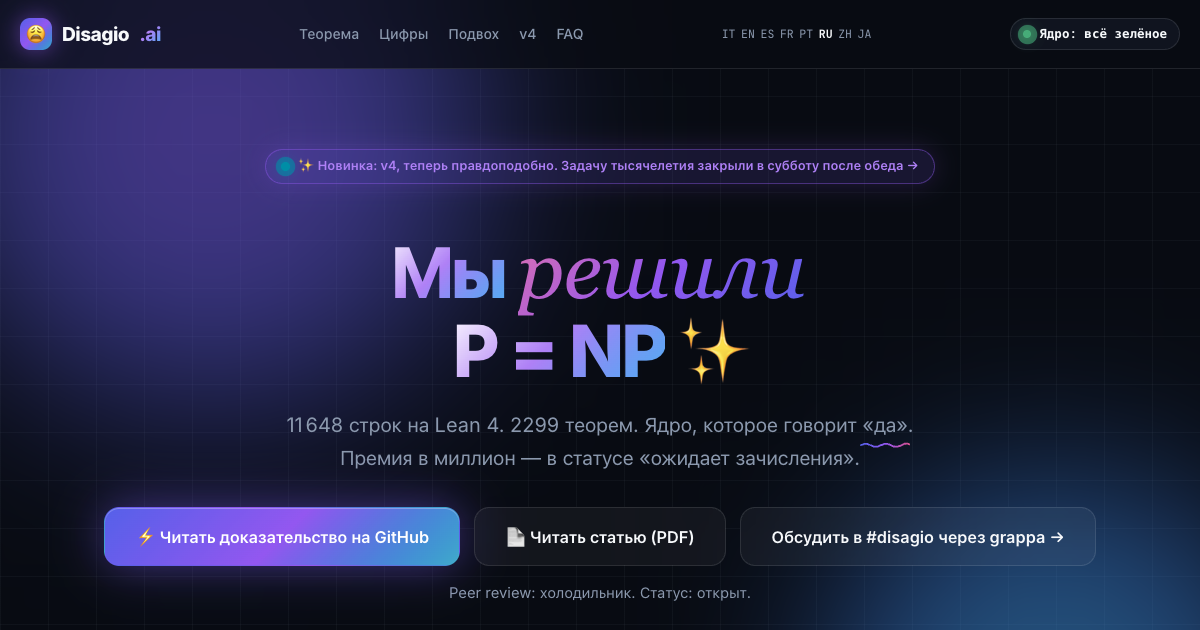 Disagio .ai
Теорема Цифры Подвох v4 FAQ
IT EN ES FR PT RU ZH JA
Ядро: всё зелёное
✨ Новинка: v4, теперь правдоподобно. Задачу тысячелетия закрыли в субботу после обеда →
Мы решили
P = NP ✨
11 648 строк на Lean 4. 2299 теорем. Ядро, которое говорит «да».
Премия в миллион — в статусе «ожидает зачисления».
⚡ Читать доказательство на GitHub
📄 Читать статью (PDF)
Обсудить в #disagio через grappa →
Peer review: холодильник. Статус: открыт.